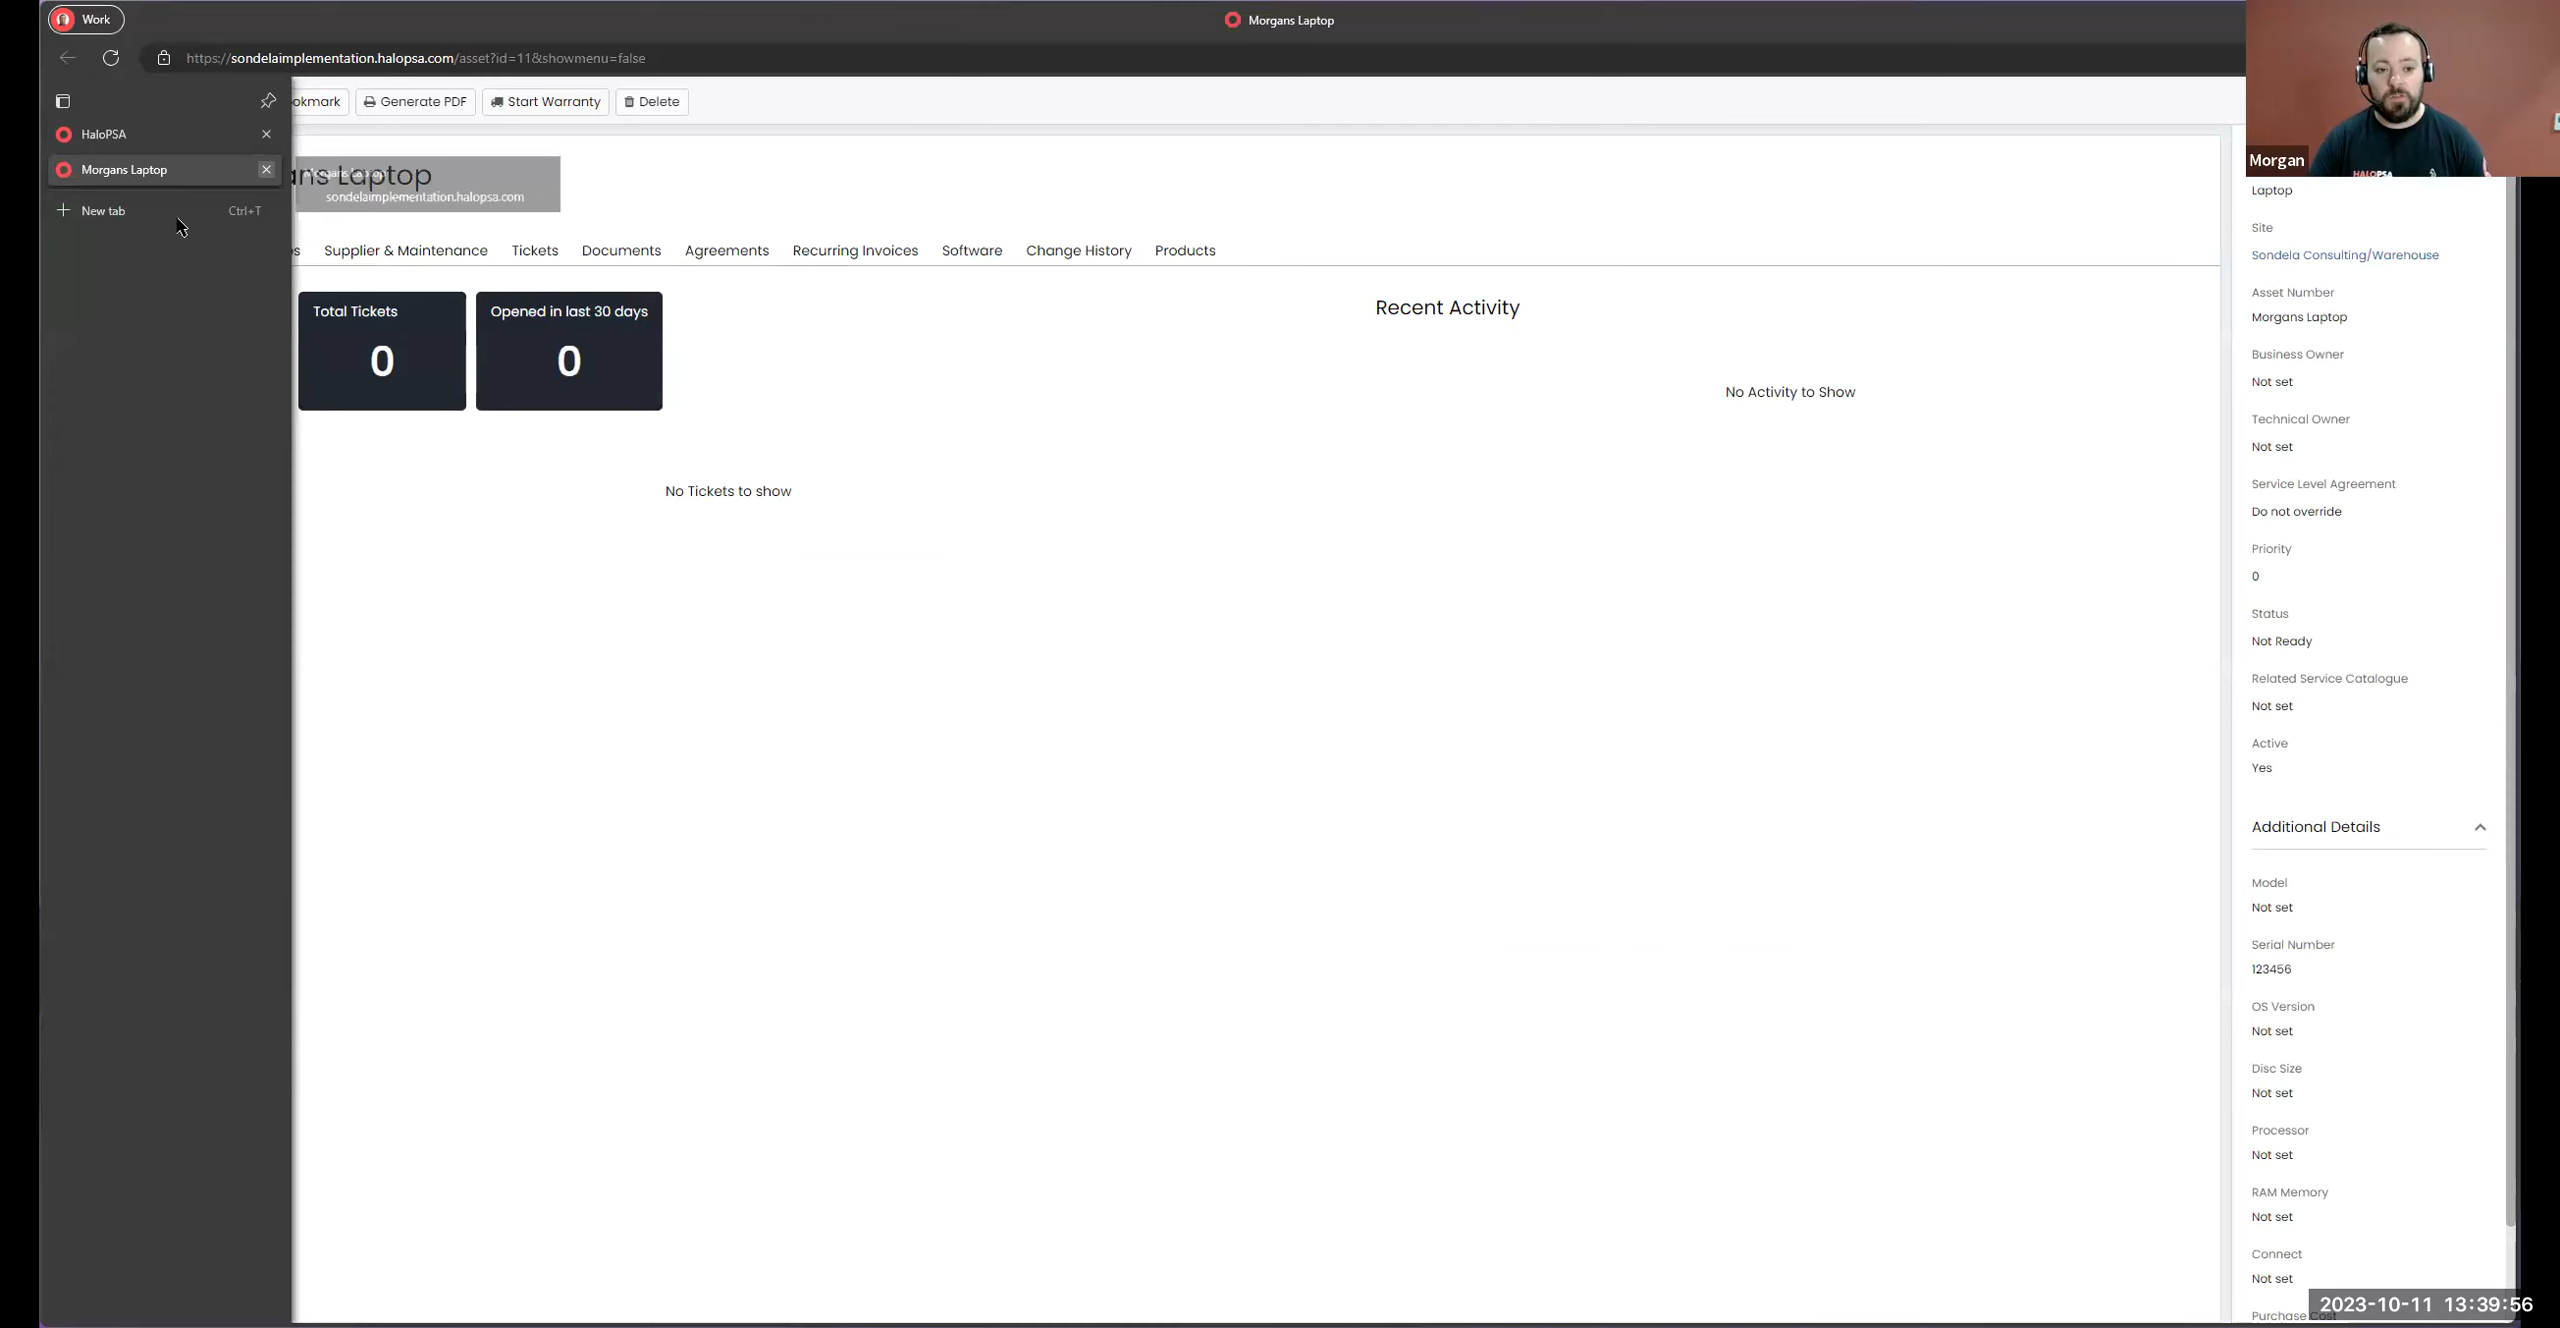 Work
Morgans Laptop
https://sondelaimplementation.halopsa.com/asset?id=11&showmenu=false
okmark
Generate PDF
Start Warranty
Delete
HaloPSA
Morgans Laptop
New tab
Ctrl+T
ns Laptop
Morgans Laptop
sondelaimplementation.halopsa.com
os
Supplier & Maintenance
Tickets
Documents
Agreements
Recurring Invoices
Software
Change History
Products
Total Tickets
0
Opened in last 30 days
0
No Tickets to show
Recent Activity
No Activity to Show
Morgan
HALOPSA
Laptop
Site
Sondela Consulting/Warehouse
Asset Number
Morgans Laptop
Business Owner
Not set
Technical Owner
Not set
Service Level Agreement
Do not override
Priority
0
Status
Not Ready
Related Service Catalogue
Not set
Active
Yes
Additional Details
Model
Not set
Serial Number
123456
OS Version
Not set
Disc Size
Not set
Processor
Not set
RAM Memory
Not set
Connect
Not set
Purchase Cost
2023-10-11 13:39:56